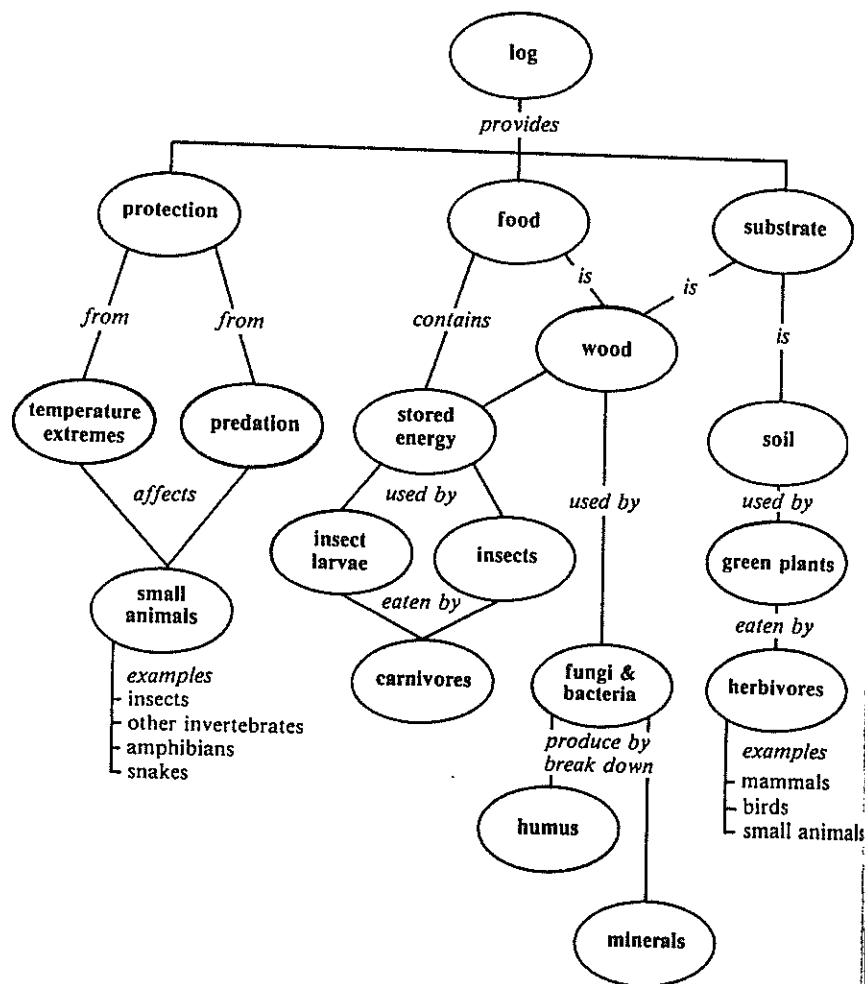 log
provides
protection
food
substrate
is
is
from
from
contains
wood
is
temperature
extremes
predation
stored
energy
soil
affects
used by
used by
used by
insect
larvae
insects
green plants
small
animals
eaten by
eaten by
carnivores
fungi &
bacteria
herbivores
examples
- insects
- other invertebrates
- amphibians
- snakes
produce by
break down
examples
- mammals
- birds
- small animals
humus
minerals